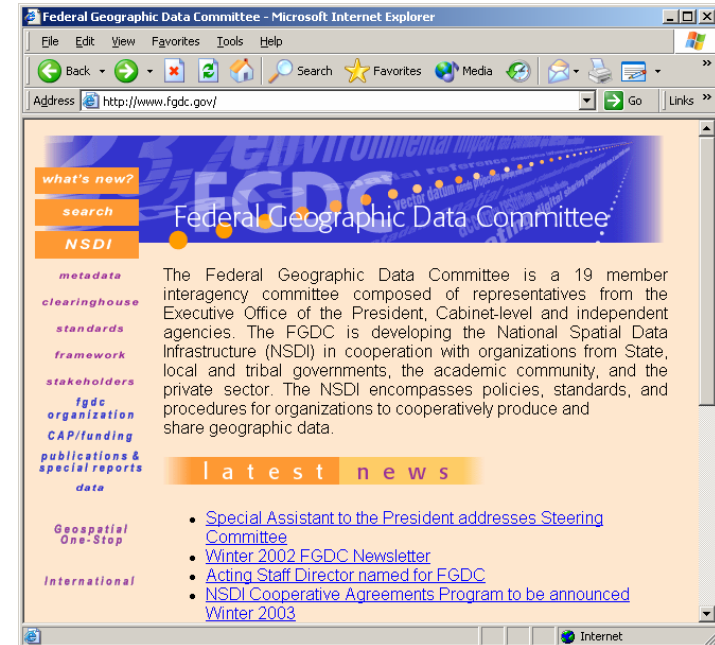 Federal Geographic Data Committee - Microsoft Internet Explorer
File Edit View Favorites Tools Help
Back Search Favorites Media »
Address http://www.fgdc.gov/ Go Links »
environmental impact
what's new?
search
NSDI
FGDC
vector datum
Federal Geographic Data Committee
metadata
clearinghouse
standards
framework
stakeholders
fgdc
organization
CAP/funding
publications &
special reports
data
Geospatial
One-Stop
International
The Federal Geographic Data Committee is a 19 member
interagency committee composed of representatives from the
Executive Office of the President, Cabinet-level and independent
agencies. The FGDC is developing the National Spatial Data
Infrastructure (NSDI) in cooperation with organizations from State,
local and tribal governments, the academic community, and the
private sector. The NSDI encompasses policies, standards, and
procedures for organizations to cooperatively produce and
share geographic data.
latest news
• Special Assistant to the President addresses Steering
Committee
• Winter 2002 FGDC Newsletter
• Acting Staff Director named for FGDC
• NSDI Cooperative Agreements Program to be announced
Winter 2003
Internet